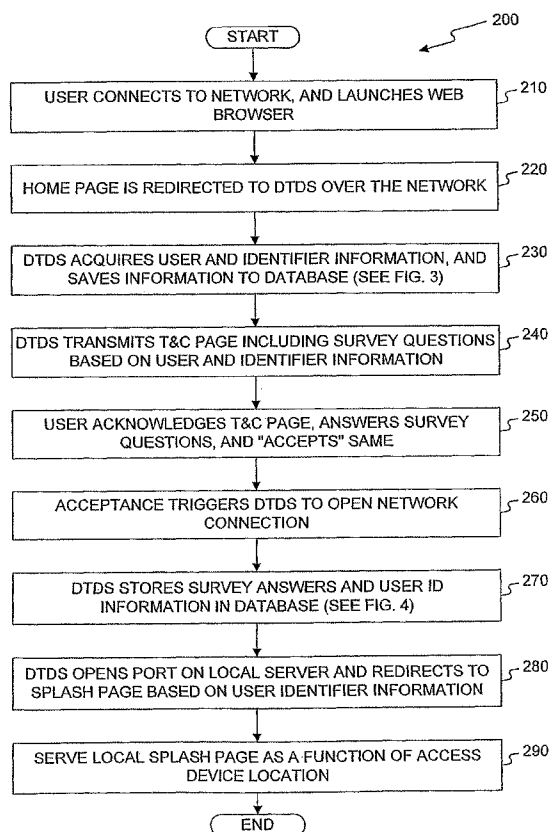 200
START
USER CONNECTS TO NETWORK, AND LAUNCHES WEB
BROWSER
210
HOME PAGE IS REDIRECTED TO DTDS OVER THE NETWORK
220
DTDS ACQUIRES USER AND IDENTIFIER INFORMATION, AND
SAVES INFORMATION TO DATABASE (SEE FIG. 3)
230
DTDS TRANSMITS T&C PAGE INCLUDING SURVEY QUESTIONS
BASED ON USER AND IDENTIFIER INFORMATION
240
USER ACKNOWLEDGES T&C PAGE, ANSWERS SURVEY
QUESTIONS, AND "ACCEPTS" SAME
250
ACCEPTANCE TRIGGERS DTDS TO OPEN NETWORK
CONNECTION
260
DTDS STORES SURVEY ANSWERS AND USER ID
INFORMATION IN DATABASE (SEE FIG. 4)
270
DTDS OPENS PORT ON LOCAL SERVER AND REDIRECTS TO
SPLASH PAGE BASED ON USER IDENTIFIER INFORMATION
280
SERVE LOCAL SPLASH PAGE AS A FUNCTION OF ACCESS
DEVICE LOCATION
290
END